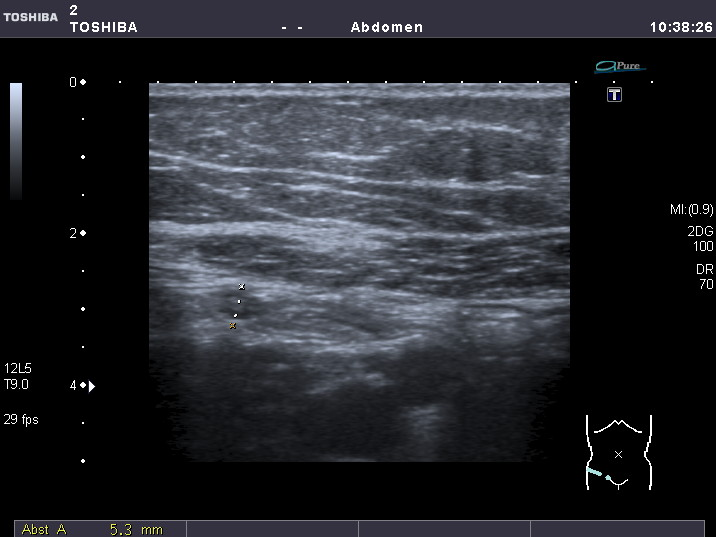 TOSHIBA
2
TOSHIBA
- -
Abdomen
10:38:26
Pure
T
0
2
4
MI:(0.9)
2DG
100
DR
70
12L5
T9.0
29 fps
Abst A 5.3 mm